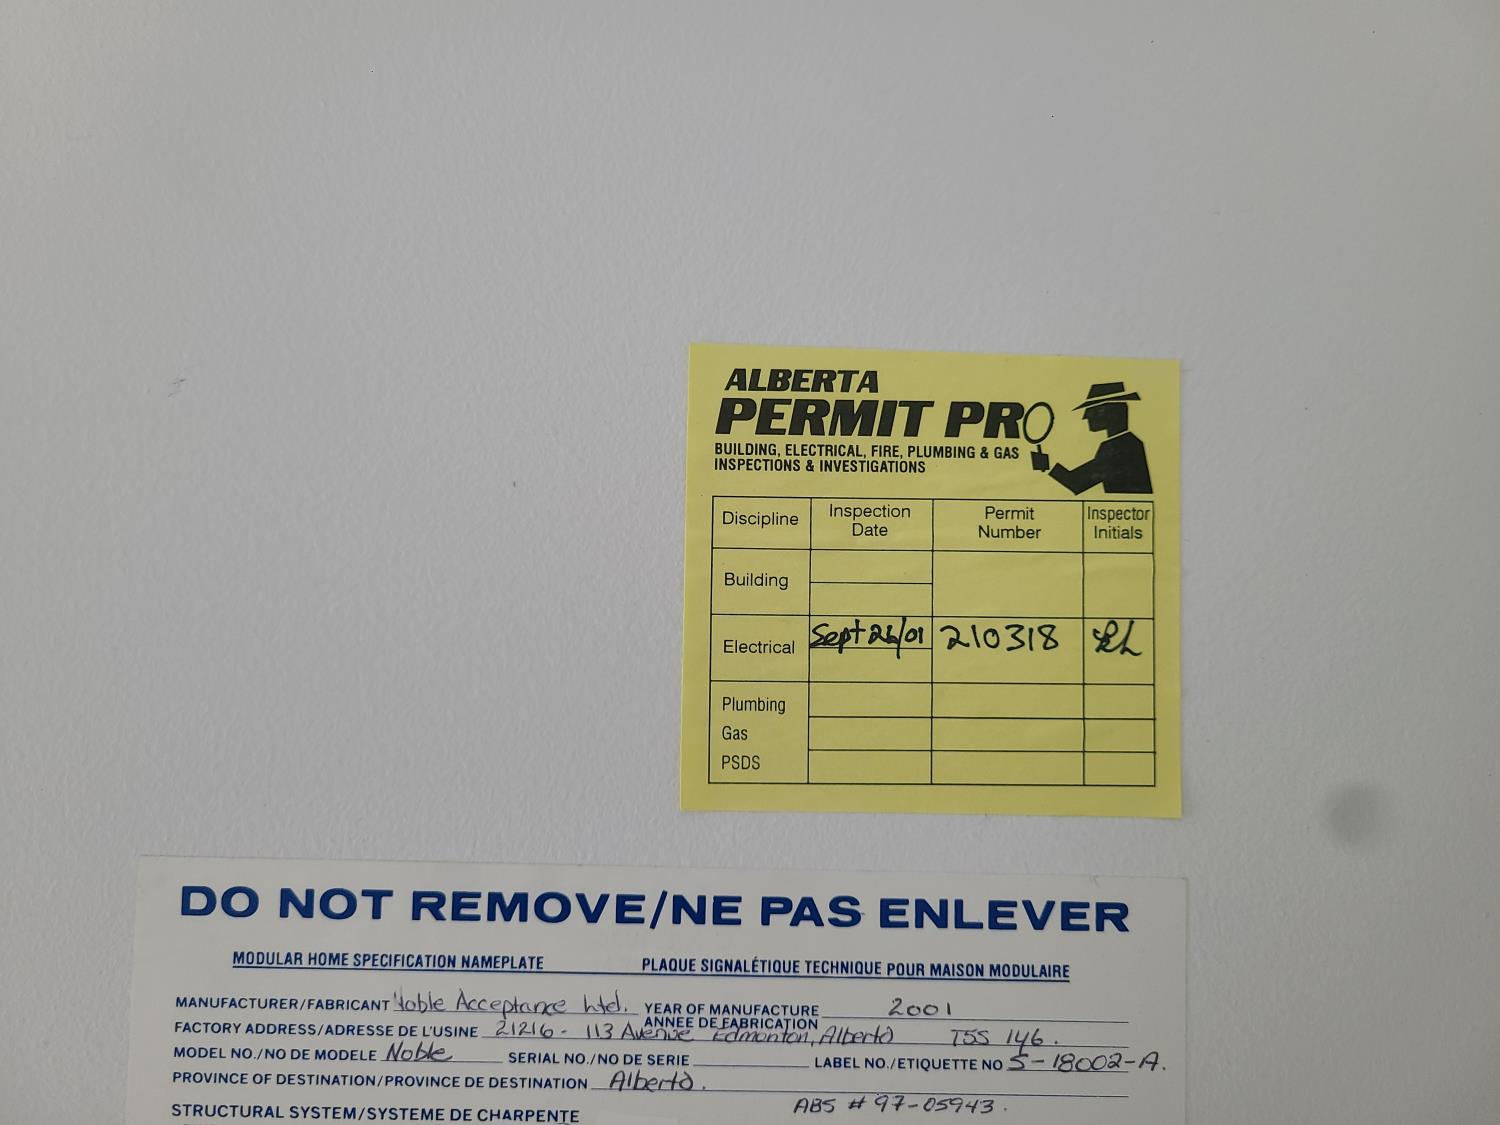 ALBERTA
PERMIT PRO
BUILDING, ELECTRICAL, FIRE, PLUMBING & GAS
INSPECTIONS & INVESTIGATIONS
Discipline Inspection Date Permit Number Inspector Initials
Building
Electrical Sept 26/01 210318
Plumbing
Gas
PSDS
DO NOT REMOVE/NE PAS ENLEVER
MODULAR HOME SPECIFICATION NAMEPLATE PLAQUE SIGNALÉTIQUE TECHNIQUE POUR MAISON MODULAIRE
MANUFACTURER/FABRICANT Noble Acceptance Ltd. YEAR OF MANUFACTURE 2001
ANNEE DE FABRICATION
FACTORY ADDRESS/ADRESSE DE L'USINE 21216 - 113 Avenue Edmonton, Alberta T5S 1Y6.
MODEL NO./NO DE MODELE Noble SERIAL NO./NO DE SERIE LABEL NO./ETIQUETTE NO S-18002-A.
PROVINCE OF DESTINATION/PROVINCE DE DESTINATION Alberta.
ABS # 97-05943.
STRUCTURAL SYSTEM/SYSTEME DE CHARPENTE